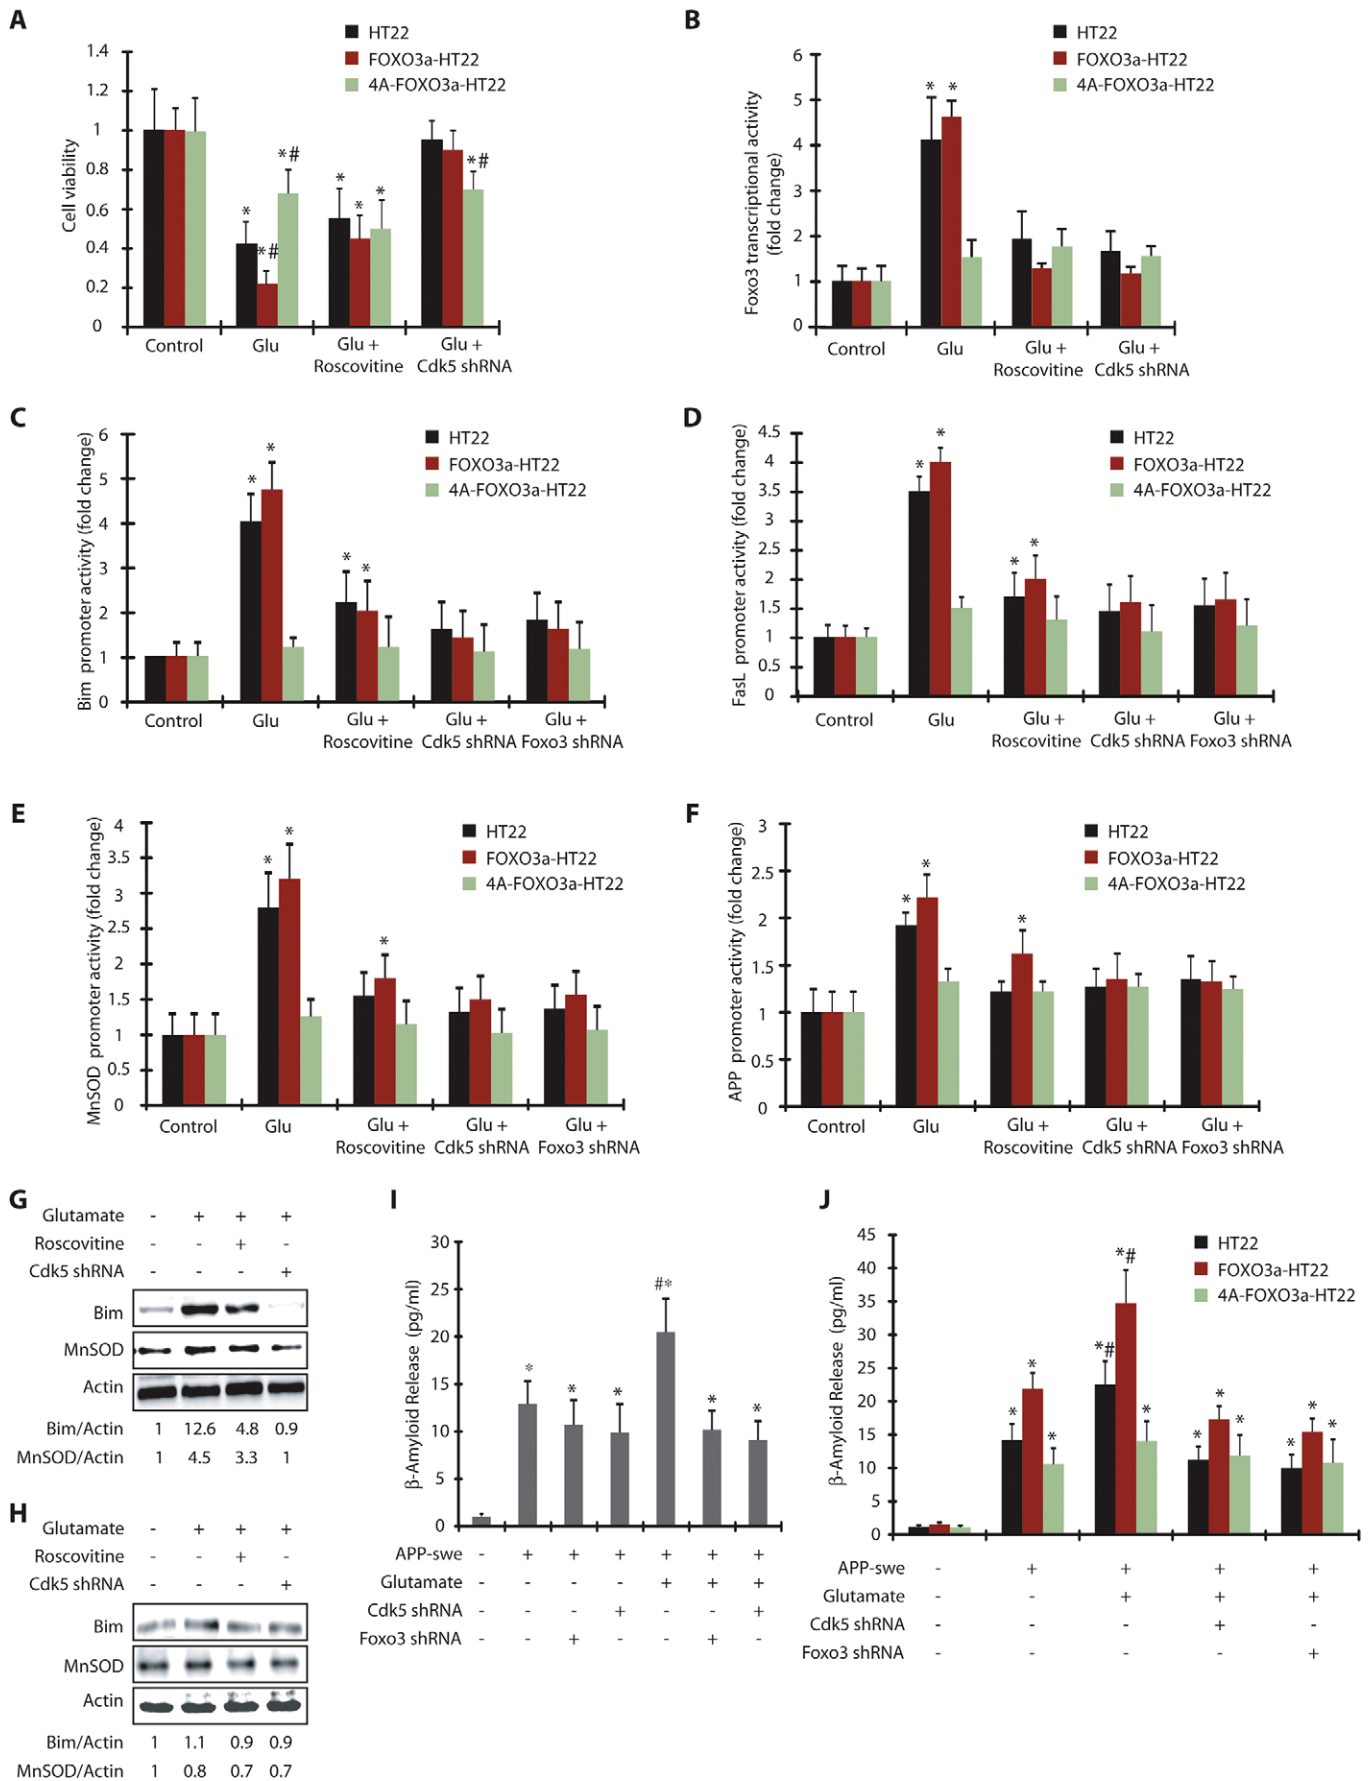 A
HT22
FOXO3a-HT22
4A-FOXO3a-HT22
Cell viability
1.4
1.2
1
0.8
0.6
0.4
0.2
0
* *# *# * * * *#
Control Glu Glu + Roscovitine Glu + Cdk5 shRNA
B
HT22
FOXO3a-HT22
4A-FOXO3a-HT22
Foxo3 transcriptional activity
(fold change)
6
5
4
3
2
1
0
* *
Control Glu Glu + Roscovitine Glu + Cdk5 shRNA
C
HT22
FOXO3a-HT22
4A-FOXO3a-HT22
Bim promoter activity (fold change)
6
5
4
3
2
1
0
* * * *
Control Glu Glu + Roscovitine Glu + Cdk5 shRNA Glu + Foxo3 shRNA
D
HT22
FOXO3a-HT22
4A-FOXO3a-HT22
FasL promoter activity (fold change)
4.5
4
3.5
3
2.5
2
1.5
1
0.5
0
* * * *
Control Glu Glu + Roscovitine Glu + Cdk5 shRNA Glu + Foxo3 shRNA
E
HT22
FOXO3a-HT22
4A-FOXO3a-HT22
MnSOD promoter activity (fold change)
4
3.5
3
2.5
2
1.5
1
0.5
0
* * *
Control Glu Glu + Roscovitine Glu + Cdk5 shRNA Glu + Foxo3 shRNA
F
HT22
FOXO3a-HT22
4A-FOXO3a-HT22
APP promoter activity (fold change)
3
2.5
2
1.5
1
0.5
0
* * *
Control Glu Glu + Roscovitine Glu + Cdk5 shRNA Glu + Foxo3 shRNA
G
Glutamate - + + +
Roscovitine - - + -
Cdk5 shRNA - - - +
Bim
MnSOD
Actin
Bim/Actin 1 12.6 4.8 0.9
MnSOD/Actin 1 4.5 3.3 1
H
Glutamate - + + +
Roscovitine - - + -
Cdk5 shRNA - - - +
Bim
MnSOD
Actin
Bim/Actin 1 1.1 0.9 0.9
MnSOD/Actin 1 0.8 0.7 0.7
I
β-Amyloid Release (pg/ml)
30
25
20
15
10
5
0
* * * #* * *
APP-swe - + + + + + +
Glutamate - - - - + + +
Cdk5 shRNA - - - + - - +
Foxo3 shRNA - - + - - + -
J
HT22
FOXO3a-HT22
4A-FOXO3a-HT22
β-Amyloid Release (pg/ml)
45
40
35
30
25
20
15
10
5
0
* * * *# *# * * * * * * *
APP-swe - + + + +
Glutamate - - + + +
Cdk5 shRNA - - - + -
Foxo3 shRNA - - - - +